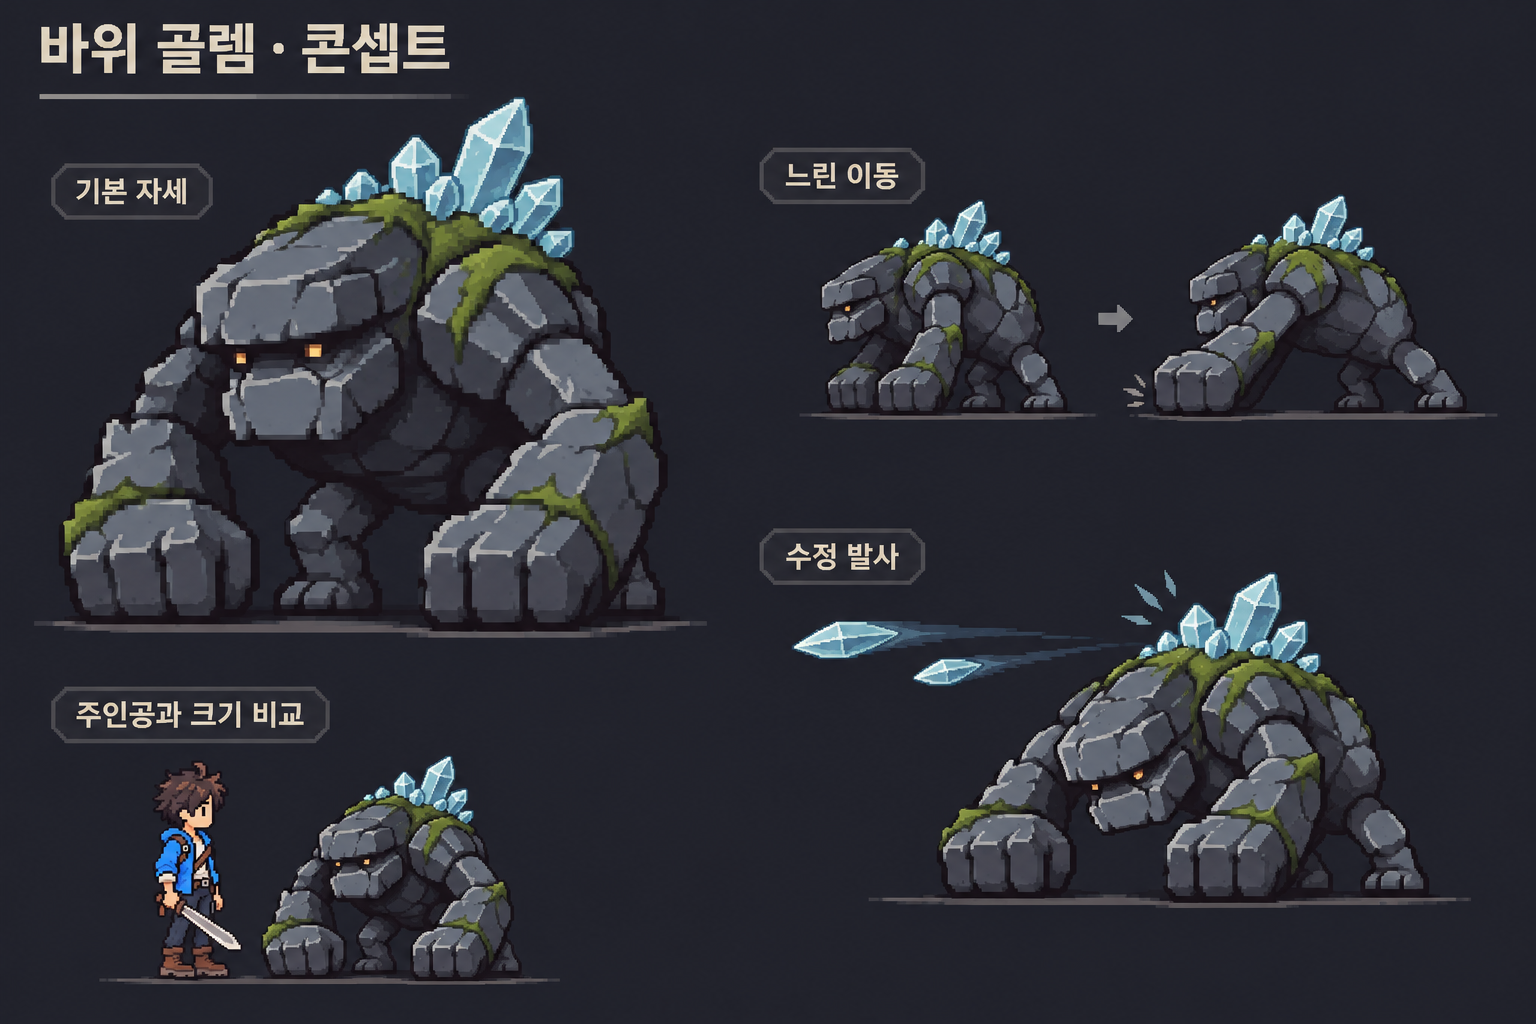 바위 골렘 · 콘셉트
기본 자세
느린 이동
수정 발사
주인공과 크기 비교